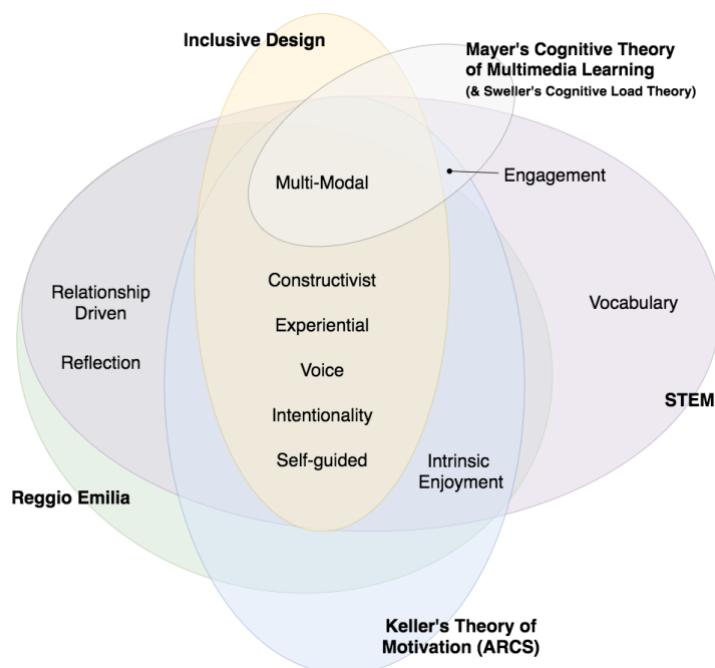 Inclusive Design
Mayer's Cognitive Theory
of Multimedia Learning
(& Sweller's Cognitive Load Theory)
Multi-Modal
Engagement
Constructivist
Relationship
Driven
Vocabulary
Experiential
Reflection
Voice
STEM
Intentionality
Self-guided
Intrinsic
Enjoyment
Reggio Emilia
Keller's Theory of
Motivation (ARCS)